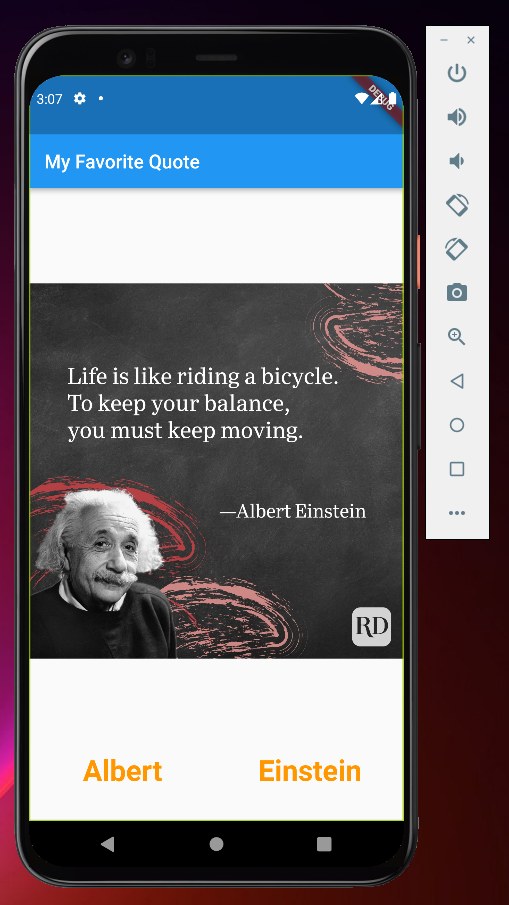 3:07
DEBUG
My Favorite Quote
Life is like riding a bicycle.
To keep your balance,
you must keep moving.
—Albert Einstein
RD
Albert Einstein